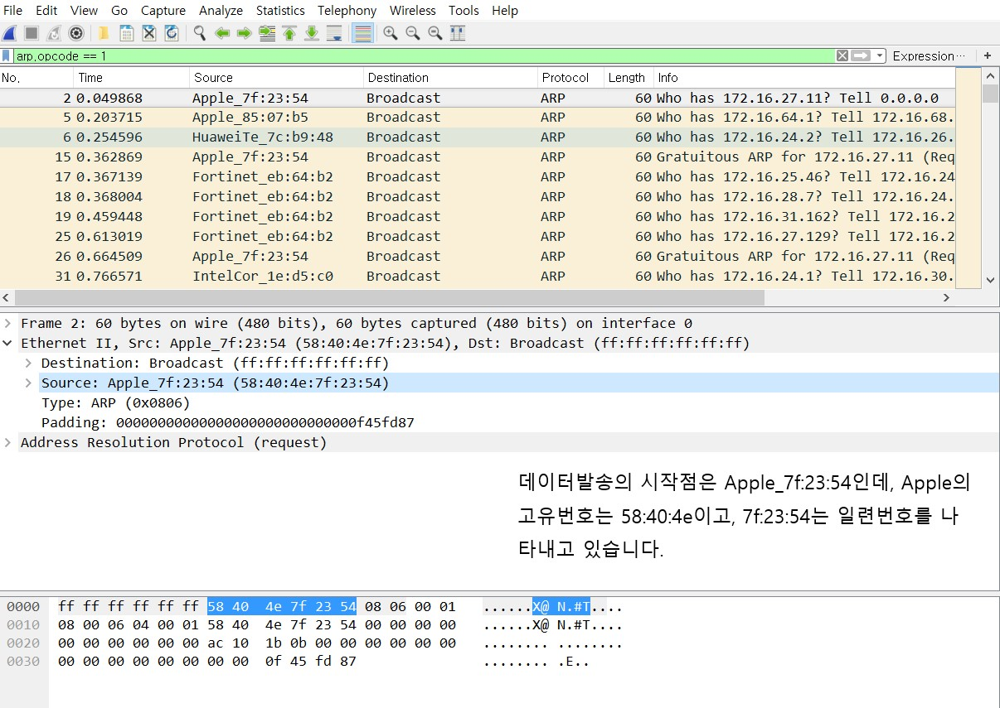 File Edit View Go Capture Analyze Statistics Telephony Wireless Tools Help
arp.opcode == 1 Expression… +
No. Time Source Destination Protocol Length Info
2 0.049868 Apple_7f:23:54 Broadcast ARP 60 Who has 172.16.27.11? Tell 0.0.0.0
5 0.203715 Apple_85:07:b5 Broadcast ARP 60 Who has 172.16.64.1? Tell 172.16.68.
6 0.254596 HuaweiTe_7c:b9:48 Broadcast ARP 60 Who has 172.16.24.2? Tell 172.16.26.
15 0.362869 Apple_7f:23:54 Broadcast ARP 60 Gratuitous ARP for 172.16.27.11 (Req
17 0.367139 Fortinet_eb:64:b2 Broadcast ARP 60 Who has 172.16.25.46? Tell 172.16.24
18 0.368004 Fortinet_eb:64:b2 Broadcast ARP 60 Who has 172.16.28.7? Tell 172.16.24.
19 0.459448 Fortinet_eb:64:b2 Broadcast ARP 60 Who has 172.16.31.162? Tell 172.16.2
25 0.613019 Fortinet_eb:64:b2 Broadcast ARP 60 Who has 172.16.27.129? Tell 172.16.2
26 0.664509 Apple_7f:23:54 Broadcast ARP 60 Gratuitous ARP for 172.16.27.11 (Req
31 0.766571 IntelCor_1e:d5:c0 Broadcast ARP 60 Who has 172.16.24.1? Tell 172.16.30.
Frame 2: 60 bytes on wire (480 bits), 60 bytes captured (480 bits) on interface 0
Ethernet II, Src: Apple_7f:23:54 (58:40:4e:7f:23:54), Dst: Broadcast (ff:ff:ff:ff:ff:ff)
Destination: Broadcast (ff:ff:ff:ff:ff:ff)
Source: Apple_7f:23:54 (58:40:4e:7f:23:54)
Type: ARP (0x0806)
Padding: 00000000000000000000000000000f45fd87
Address Resolution Protocol (request)
데이터발송의 시작점은 Apple_7f:23:54인데, Apple의
고유번호는 58:40:4e이고, 7f:23:54는 일련번호를 나
타내고 있습니다.
0000 ff ff ff ff ff ff 58 40 4e 7f 23 54 08 06 00 01 ......X@ N.#T....
0010 08 00 06 04 00 01 58 40 4e 7f 23 54 00 00 00 00 ......X@ N.#T....
0020 00 00 00 00 00 00 ac 10 1b 0b 00 00 00 00 00 00 ........ ........
0030 00 00 00 00 00 00 00 00 0f 45 fd 87 ........ .E..